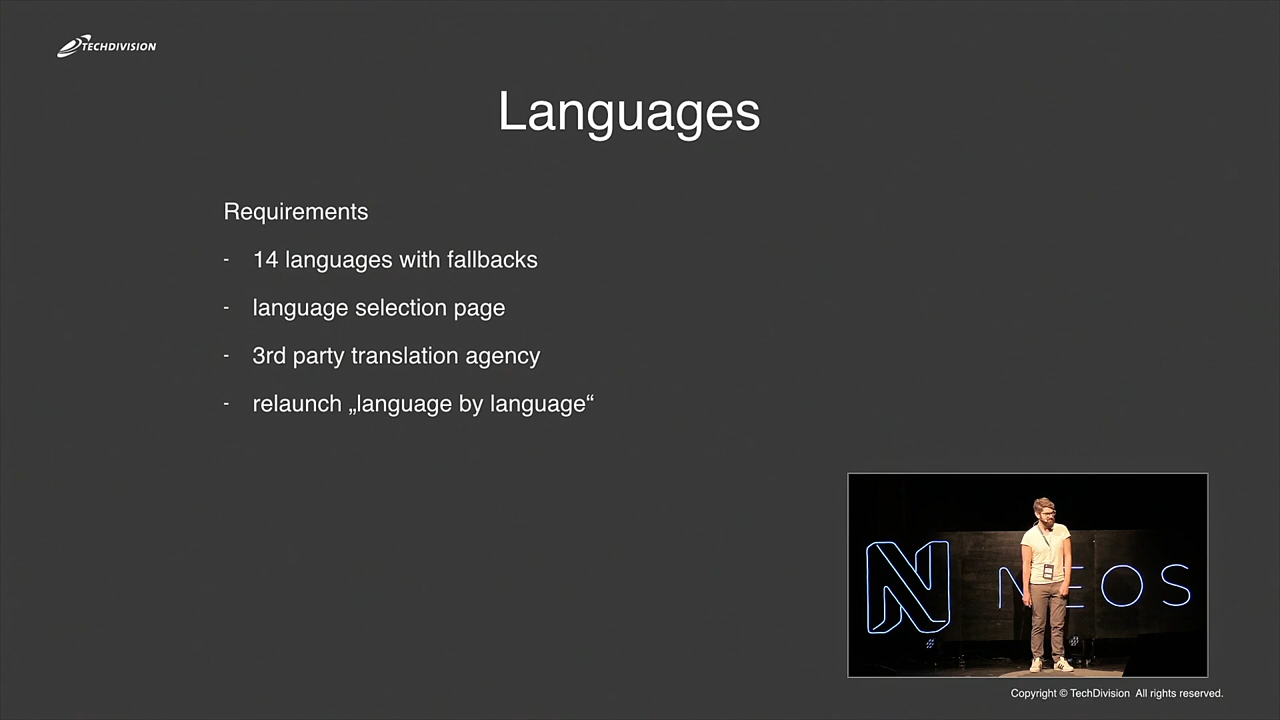 TECHDIVISION
Languages
Requirements
- 14 languages with fallbacks
- language selection page
- 3rd party translation agency
- relaunch „language by language“
NEOS
Copyright © TechDivision All rights reserved.